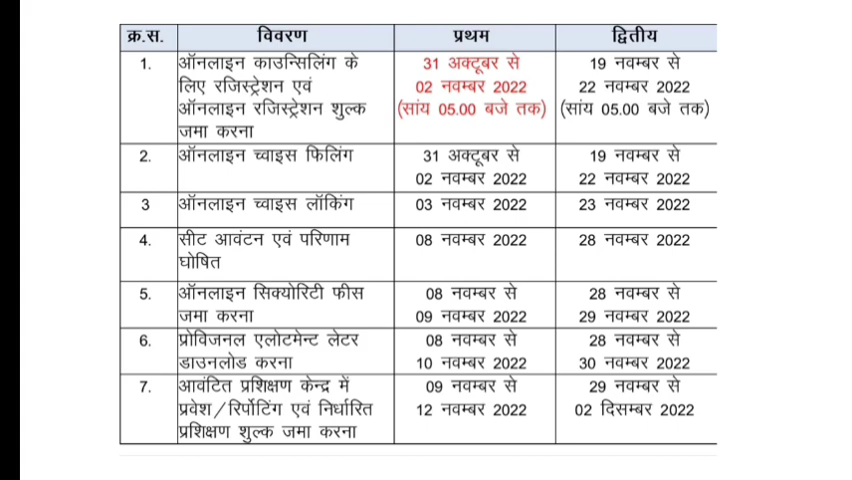 क्र.स. विवरण प्रथम द्वितीय
1. ऑनलाइन काउन्सिलिंग के 31 अक्टूबर से 19 नवम्बर से
लिए रजिस्ट्रेशन एवं 02 नवम्बर 2022 22 नवम्बर 2022
ऑनलाइन रजिस्ट्रेशन शुल्क (सांय 05.00 बजे तक) (सांय 05.00 बजे तक)
जमा करना
2. ऑनलाइन च्वाइस फिलिंग 31 अक्टूबर से 19 नवम्बर से
02 नवम्बर 2022 22 नवम्बर 2022
3 ऑनलाइन च्वाइस लॉकिंग 03 नवम्बर 2022 23 नवम्बर 2022
4. सीट आवंटन एवं परिणाम 08 नवम्बर 2022 28 नवम्बर 2022
घोषित
5. ऑनलाइन सिक्योरिटी फीस 08 नवम्बर से 28 नवम्बर से
जमा करना 09 नवम्बर 2022 29 नवम्बर 2022
6. प्रोविजनल एलोटमेन्ट लेटर 08 नवम्बर से 28 नवम्बर से
डाउनलोड करना 10 नवम्बर 2022 30 नवम्बर 2022
7. आवंटित प्रशिक्षण केन्द्र में 09 नवम्बर से 29 नवम्बर से
प्रवेश/रिर्पोटिंग एवं निर्धारित 12 नवम्बर 2022 02 दिसम्बर 2022
प्रशिक्षण शुल्क जमा करना